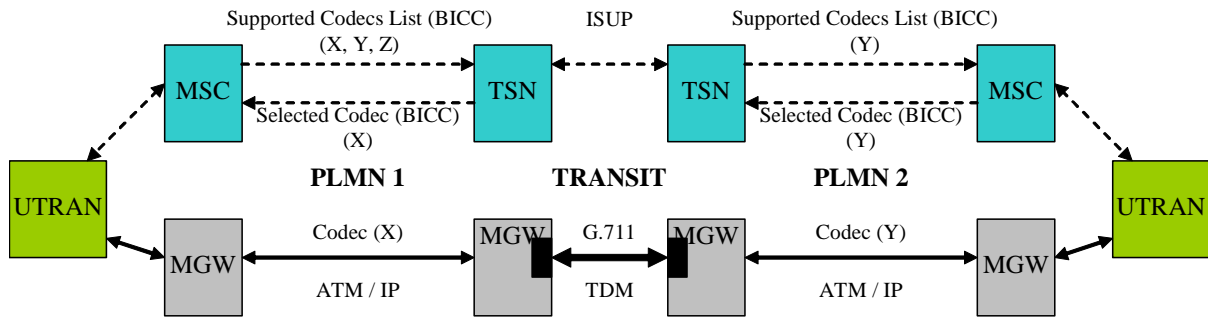 Supported Codecs List (BICC)
(X, Y, Z)
ISUP
Supported Codecs List (BICC)
(Y)
MSC
TSN
TSN
MSC
Selected Codec (BICC)
(X)
Selected Codec (BICC)
(Y)
PLMN 1
TRANSIT
PLMN 2
UTRAN
UTRAN
MGW
Codec (X)
ATM / IP
MGW
G.711
TDM
MGW
Codec (Y)
ATM / IP
MGW